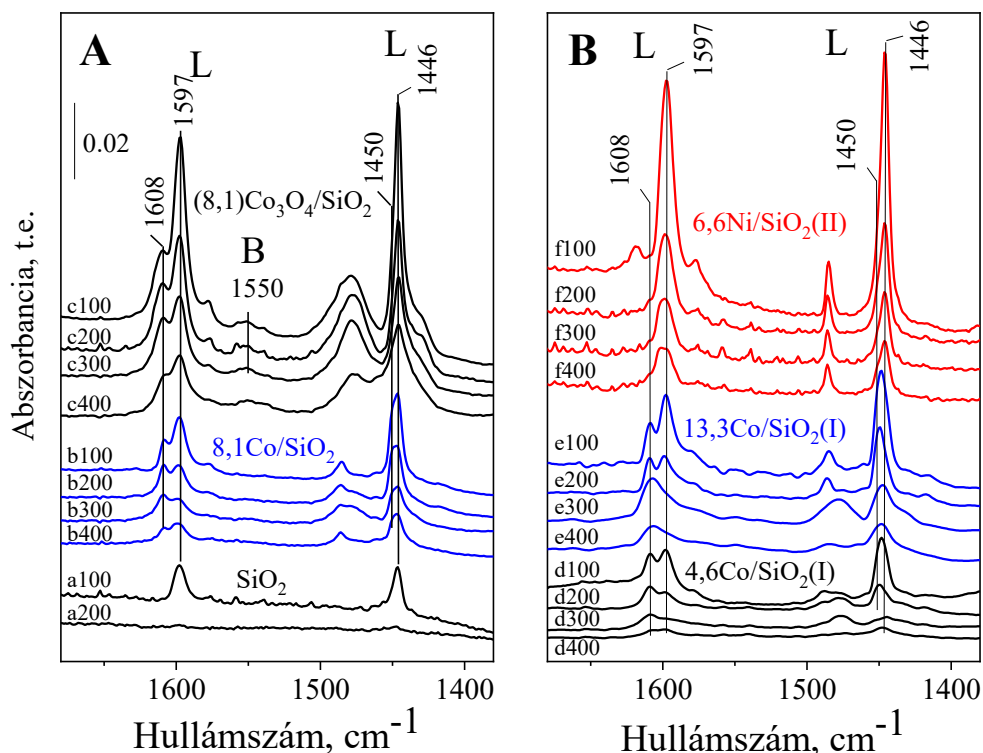 A
L
L
1597
1446
0.02
1450
1608
(8,1)Co3O4/SiO2
B
1550
c100
c200
c300
c400
8,1Co/SiO2
b100
b200
b300
b400
SiO2
a100
a200
1600
1500
1400
Hullámszám, cm-1
Abszorbancia, t.e.
B
L
L
1597
1446
1608
1450
6,6Ni/SiO2(II)
f100
f200
f300
f400
13,3Co/SiO2(I)
e100
e200
e300
e400
4,6Co/SiO2(I)
d100
d200
d300
d400
1600
1500
1400
Hullámszám, cm-1